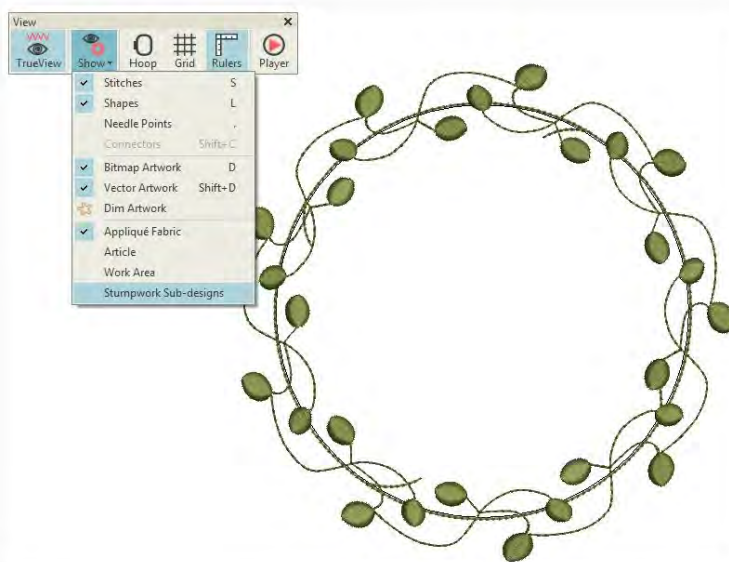 View
TrueView Show Hoop Grid Rulers Player
Stitches S
Shapes L
Needle Points .
Connectors Shift+C
Bitmap Artwork D
Vector Artwork Shift+D
Dim Artwork
Appliqué Fabric
Article
Work Area
Stumpwork Sub-designs